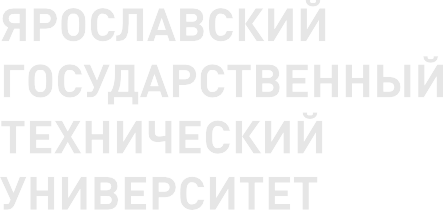 ЯРОСЛАВСКИЙ
ГОСУДАРСТВЕННЫЙ
ТЕХНИЧЕСКИЙ
УНИВЕРСИТЕТ